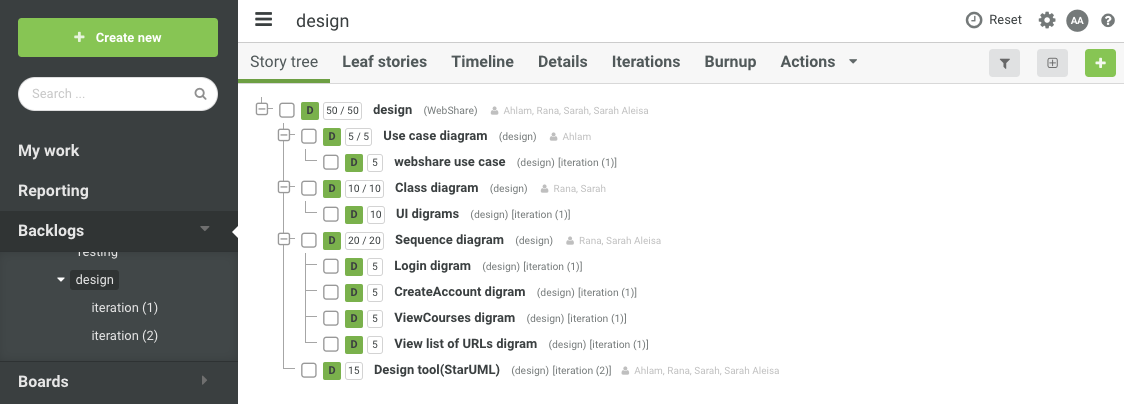 Create new
Search ...
My work
Reporting
Backlogs
Testing
design
iteration (1)
iteration (2)
Boards
design
Reset
AA
?
Story tree Leaf stories Timeline Details Iterations Burnup Actions
D 50 / 50 design (WebShare) Ahlam, Rana, Sarah, Sarah Aleisa
D 5 / 5 Use case diagram (design) Ahlam
D 5 webshare use case (design) [iteration (1)]
D 10 / 10 Class diagram (design) Rana, Sarah
D 10 UI digrams (design) [iteration (1)]
D 20 / 20 Sequence diagram (design) Rana, Sarah Aleisa
D 5 Login digram (design) [iteration (1)]
D 5 CreateAccount digram (design) [iteration (1)]
D 5 ViewCourses digram (design) [iteration (1)]
D 5 View list of URLs digram (design) [iteration (1)]
D 15 Design tool(StarUML) (design) [iteration (2)] Ahlam, Rana, Sarah, Sarah Aleisa